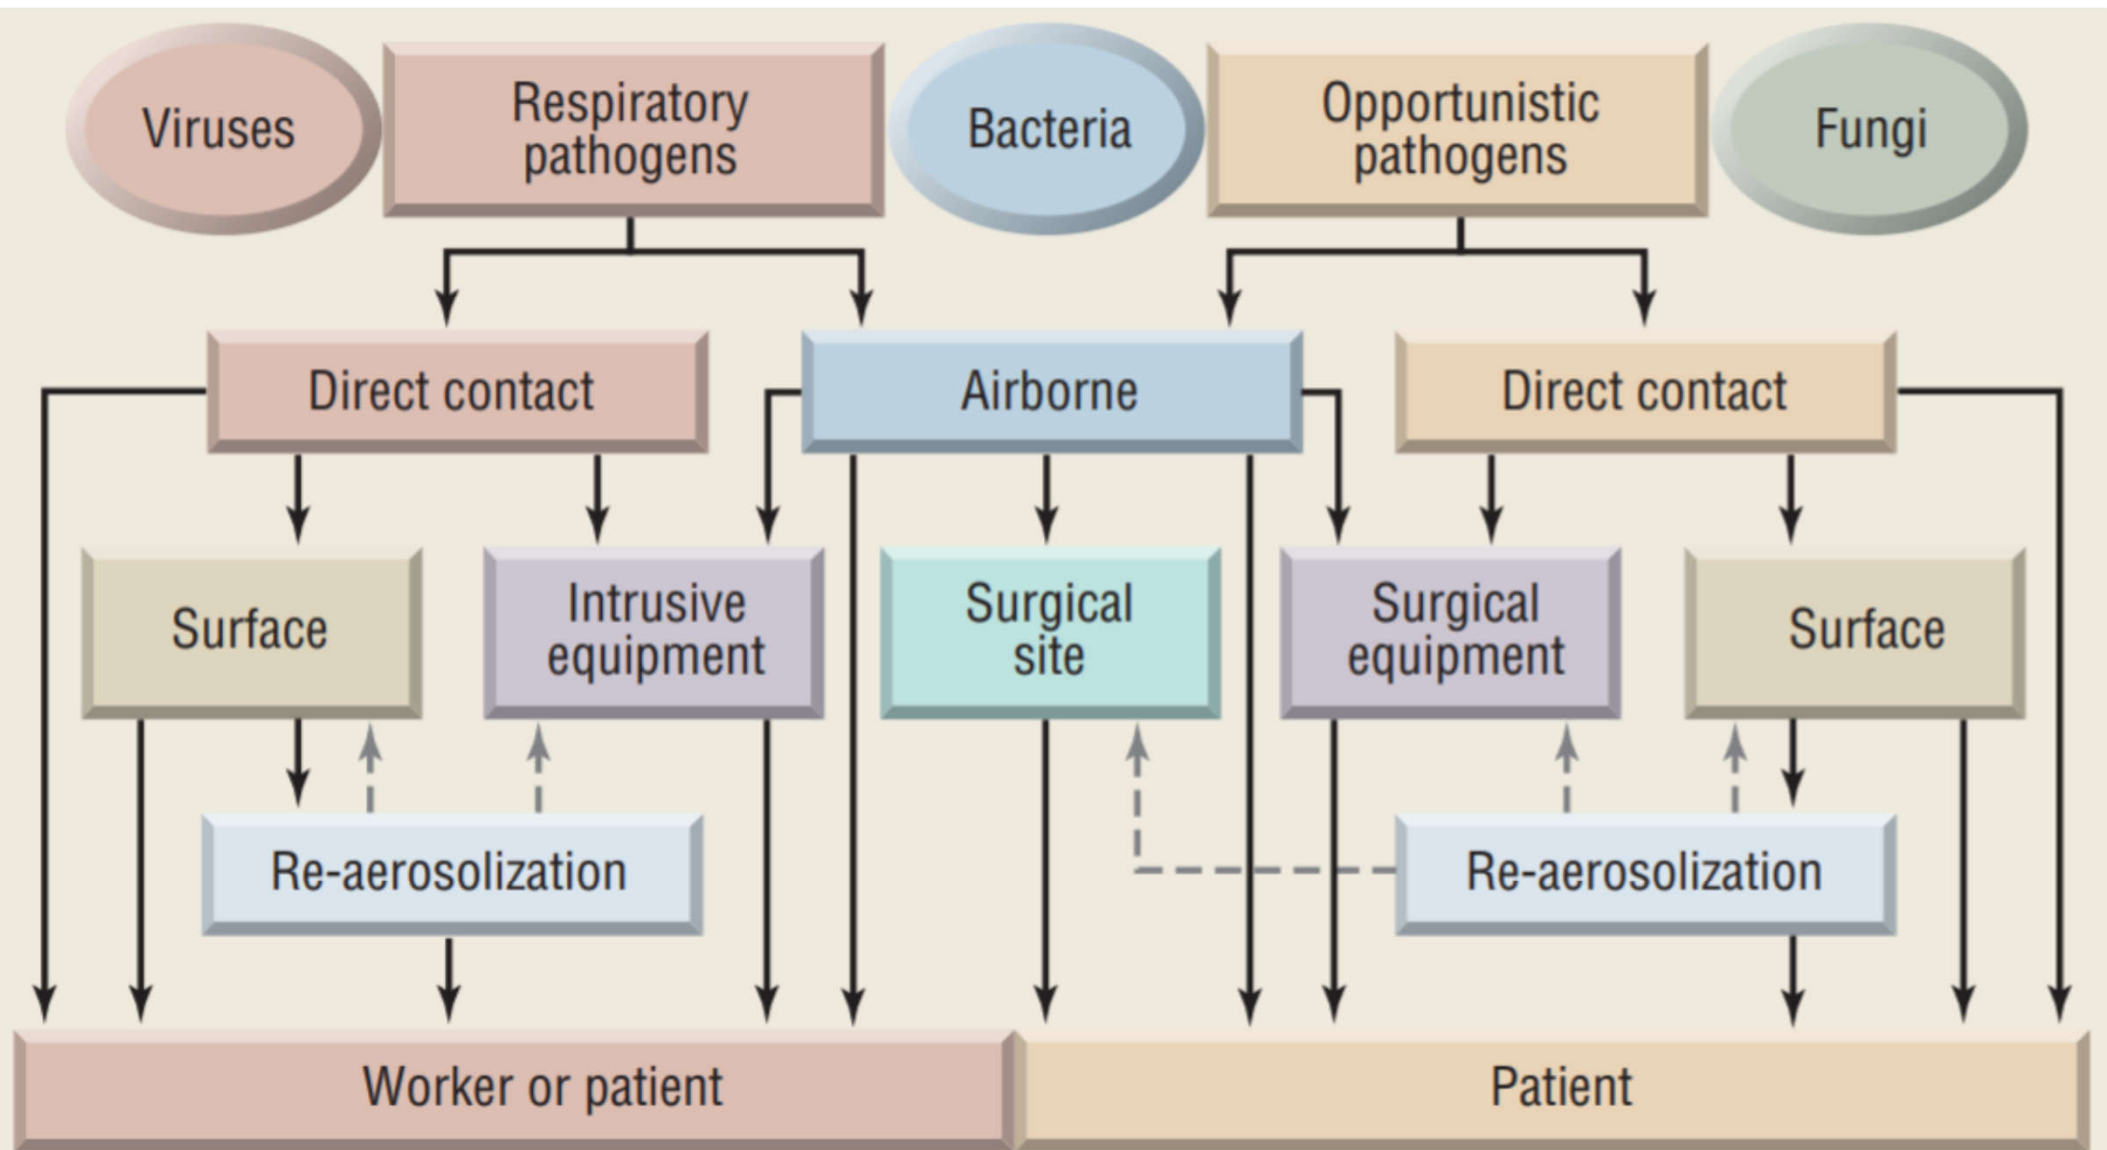 Viruses
Respiratory
pathogens
Bacteria
Opportunistic
pathogens
Fungi
Direct contact
Airborne
Direct contact
Surface
Intrusive
equipment
Surgical
site
Surgical
equipment
Surface
Re-aerosolization
Re-aerosolization
Worker or patient
Patient